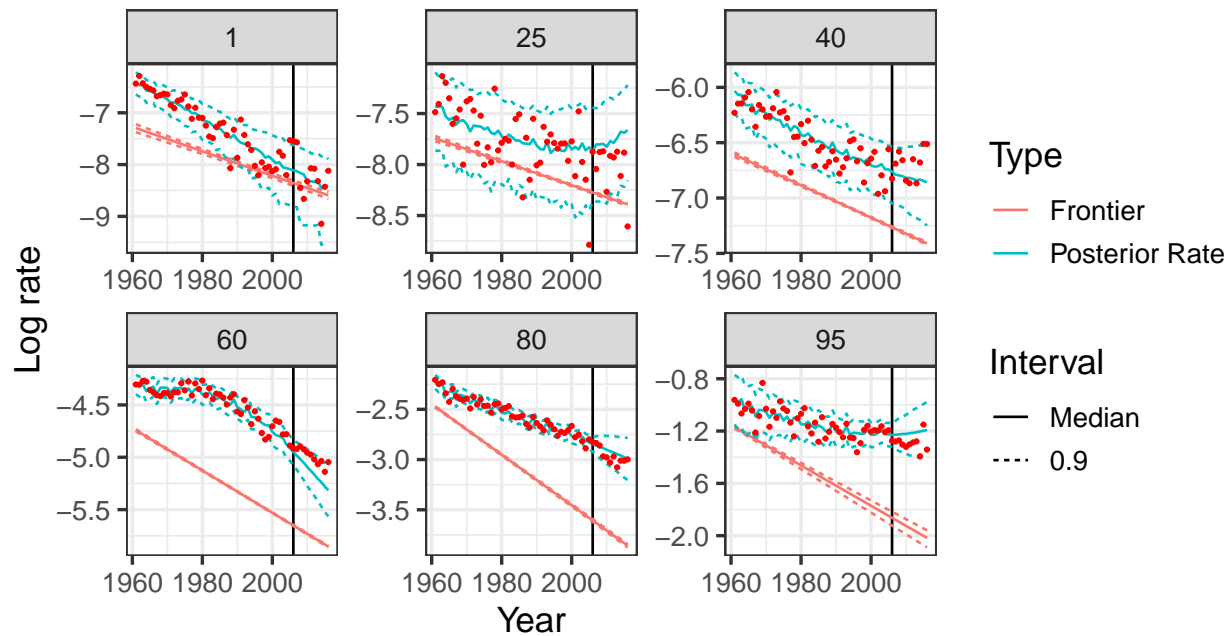 1
25
40
−7
−8
−9
−7.5
−8.0
−8.5
−6.0
−6.5
−7.0
−7.5
1960 1980 2000
1960 1980 2000
1960 1980 2000
60
80
95
−4.5
−5.0
−5.5
−2.5
−3.0
−3.5
−0.8
−1.2
−1.6
−2.0
1960 1980 2000
1960 1980 2000
1960 1980 2000
Log rate
Year
Type
Frontier
Posterior Rate
Interval
Median
0.9